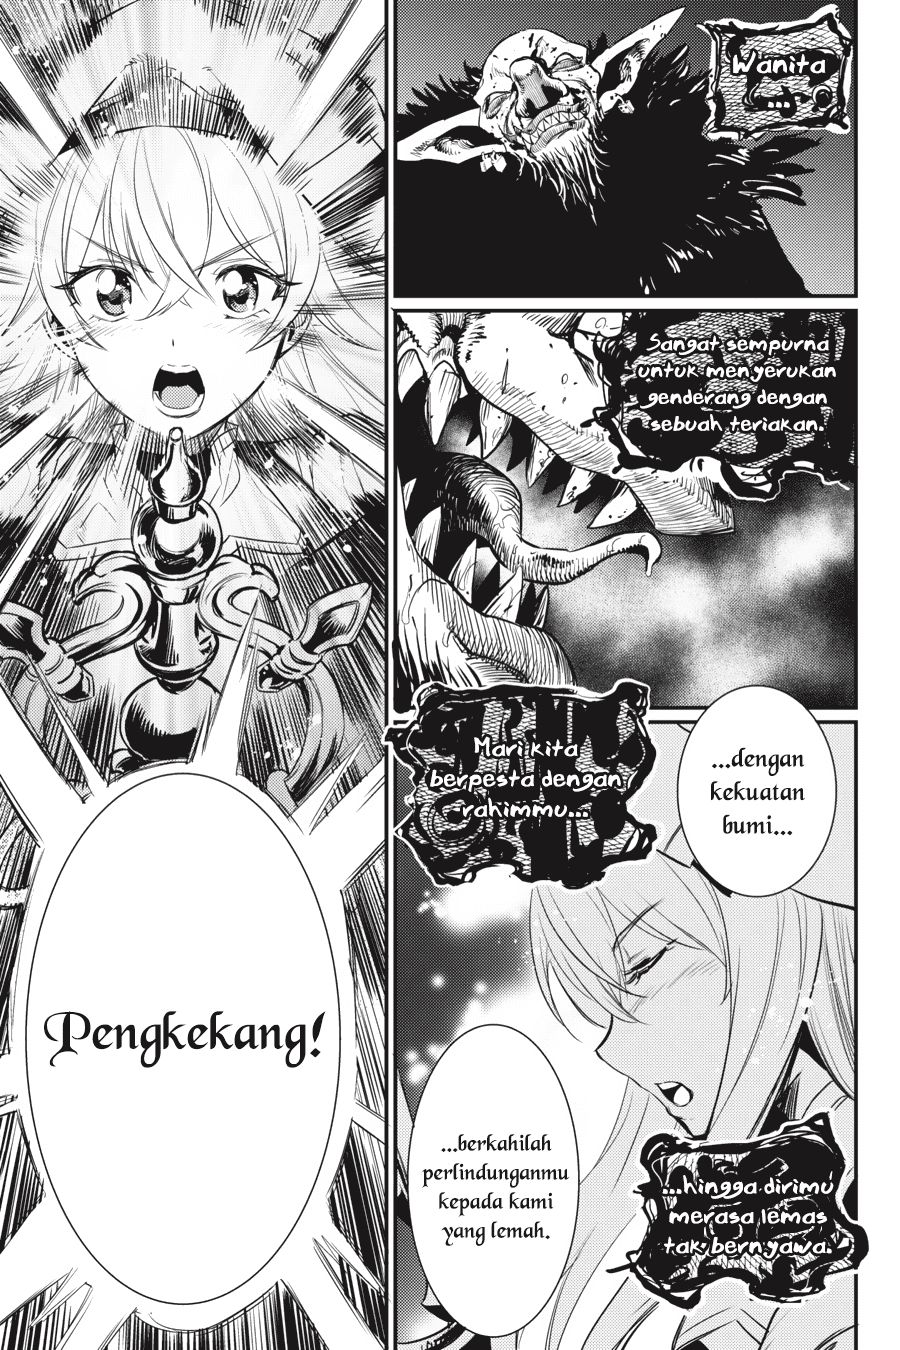 Wanita
...
Sangat sempurna
untuk menyerukan
genderang dengan
sebuah teriakan.
...dengan
kekuatan
bumi...
Mari kita
berpesta dengan
rahimmu...
...berkahilah
perlindunganmu
kepada kami
yang lemah.
...hingga dirimu
merasa lemas
tak bernyawa.
Pengkekang!